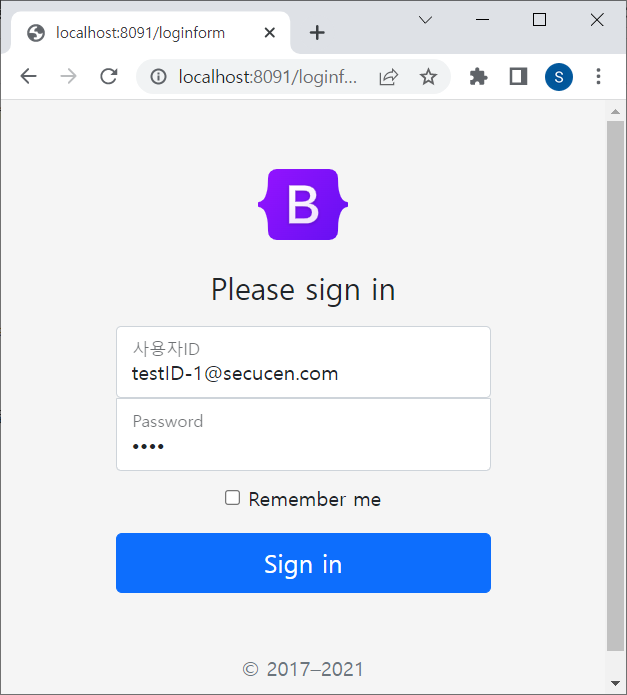 localhost:8091/loginform
localhost:8091/loginf...
S
B
Please sign in
사용자ID
testID-1@secucen.com
Password
••••
Remember me
Sign in
© 2017–2021